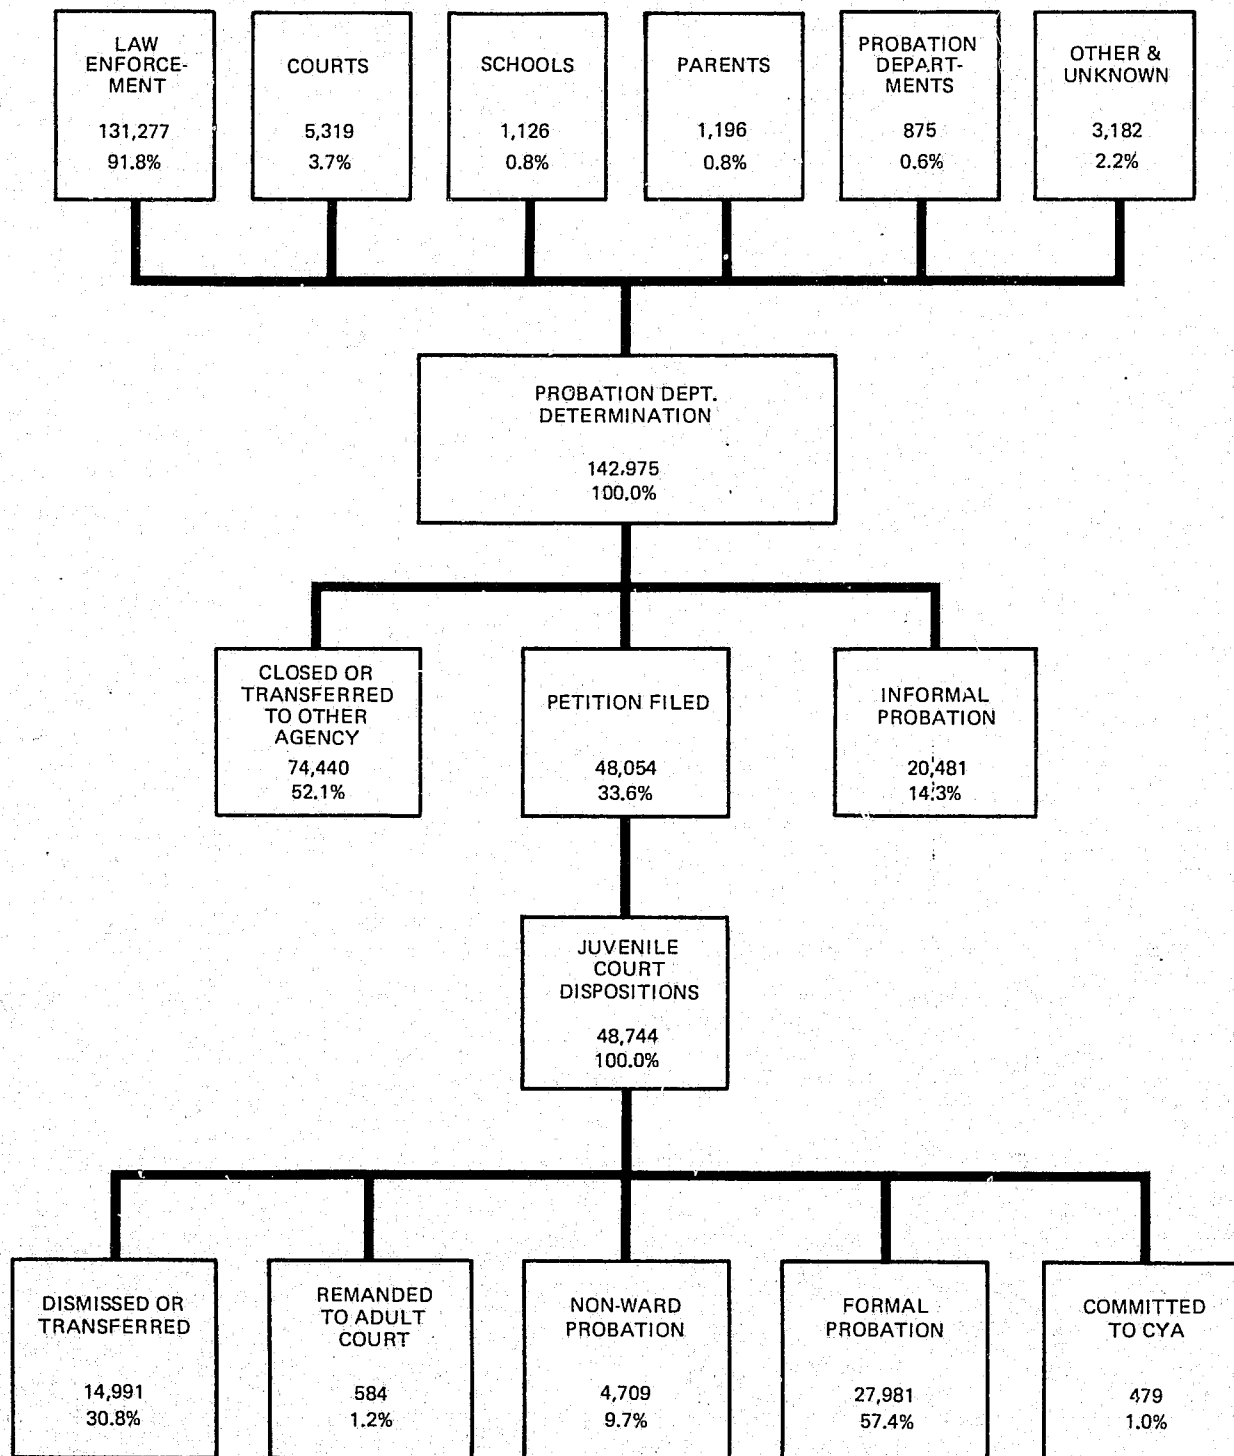 LAW
ENFORCE-
MENT
131,277
91.8%
COURTS
5,319
3.7%
SCHOOLS
1,126
0.8%
PARENTS
1,196
0.8%
PROBATION
DEPART-
MENTS
875
0.6%
OTHER &
UNKNOWN
3,182
2.2%
PROBATION DEPT.
DETERMINATION
142,975
100.0%
CLOSED OR
TRANSFERRED
TO OTHER
AGENCY
74,440
52.1%
PETITION FILED
48,054
33.6%
INFORMAL
PROBATION
20,481
14.3%
JUVENILE
COURT
DISPOSITIONS
48,744
100.0%
DISMISSED OR
TRANSFERRED
14,991
30.8%
REMANDED
TO ADULT
COURT
584
1.2%
NON-WARD
PROBATION
4,709
9.7%
FORMAL
PROBATION
27,981
57.4%
COMMITTED
TO CYA
479
1.0%